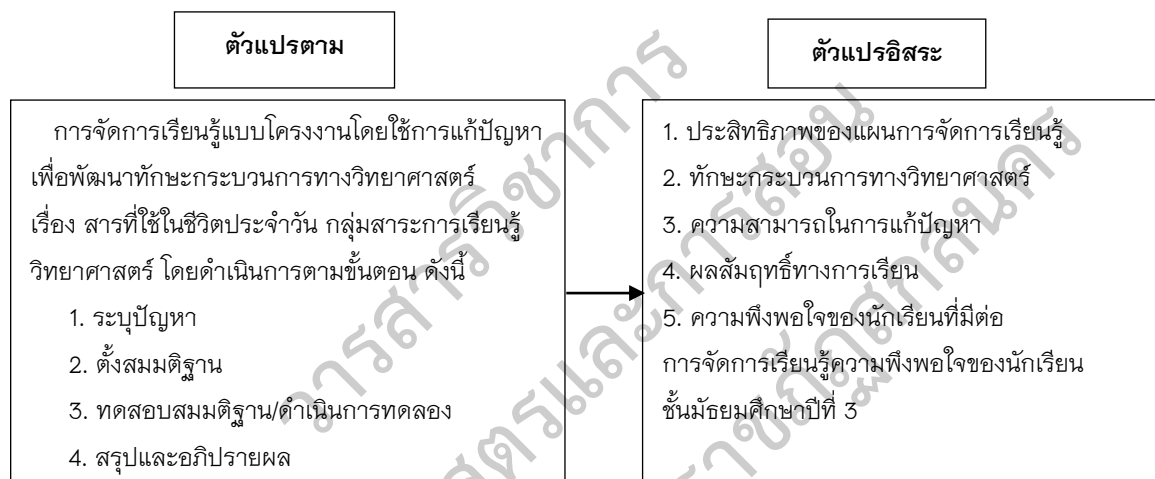 ตัวแปรตาม
การจัดการเรียนรู้แบบโครงงานโดยใช้การแก้ปัญหา
เพื่อพัฒนาทักษะกระบวนการทางวิทยาศาสตร์
เรื่อง สารที่ใช้ในชีวิตประจำวัน กลุ่มสาระการเรียนรู้
วิทยาศาสตร์ โดยดำเนินการตามขั้นตอน ดังนี้
1. ระบุปัญหา
2. ตั้งสมมติฐาน
3. ทดสอบสมมติฐาน/ดำเนินการทดลอง
4. สรุปและอภิปรายผล
ตัวแปรอิสระ
1. ประสิทธิภาพของแผนการจัดการเรียนรู้
2. ทักษะกระบวนการทางวิทยาศาสตร์
3. ความสามารถในการแก้ปัญหา
4. ผลสัมฤทธิ์ทางการเรียน
5. ความพึงพอใจของนักเรียนที่มีต่อ
การจัดการเรียนรู้ความพึงพอใจของนักเรียน
ชั้นมัธยมศึกษาปีที่ 3
วารสารวิชาการ